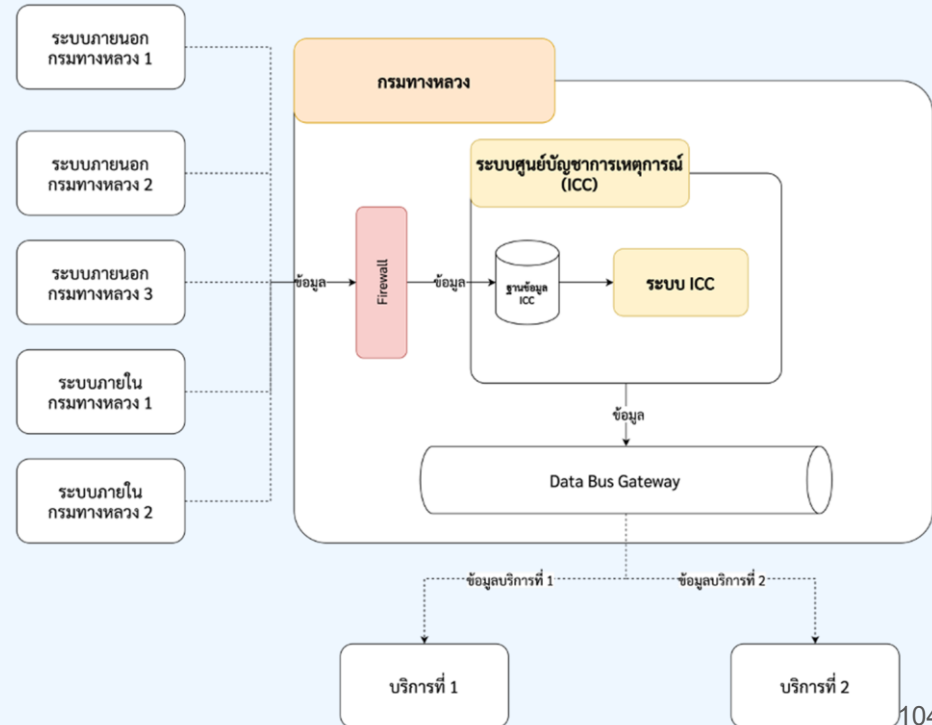 ระบบภายนอก
กรมทางหลวง 1
ระบบภายนอก
กรมทางหลวง 2
ระบบภายนอก
กรมทางหลวง 3
ระบบภายใน
กรมทางหลวง 1
ระบบภายใน
กรมทางหลวง 2
กรมทางหลวง
ระบบศูนย์บัญชาการเหตุการณ์
(ICC)
ข้อมูล
Firewall
ข้อมูล
ฐานข้อมูล
ICC
ระบบ ICC
ข้อมูล
Data Bus Gateway
ข้อมูลบริการที่ 1
ข้อมูลบริการที่ 2
บริการที่ 1
บริการที่ 2
104